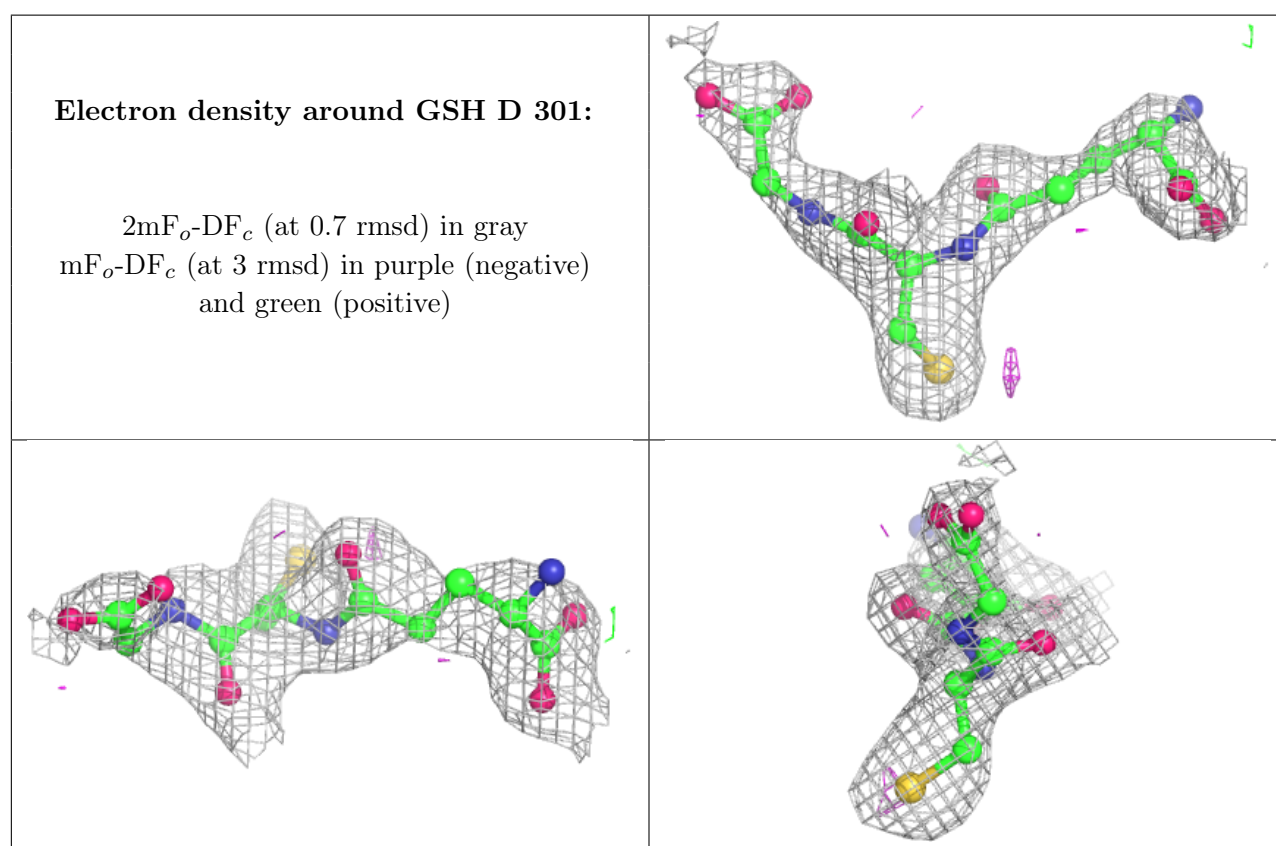 Electron density around GSH D 301:
2mFo-DFc (at 0.7 rmsd) in gray
mFo-DFc (at 3 rmsd) in purple (negative)
and green (positive)